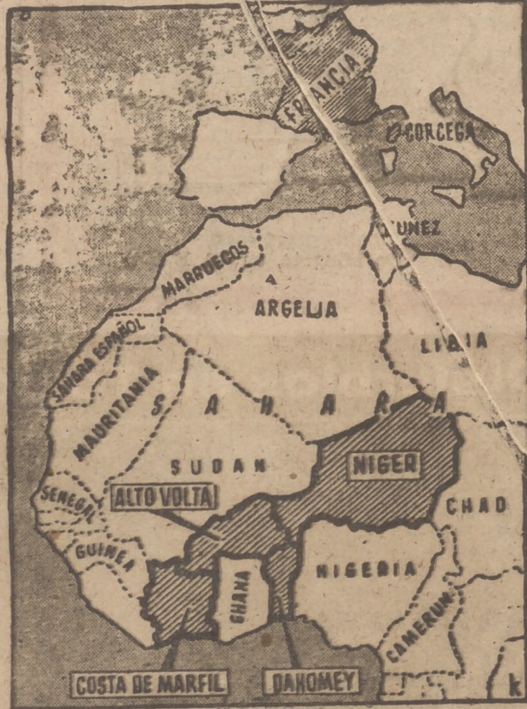 FRANCIA
CORCEGA
TUNEZ
MARRUECOS
ARGELIA
LIBIA
SAHARA ESPAÑOL
MAURITANIA
SAHARA
SUDAN
NIGER
SENEGAL
ALTO VOLTA
CHAD
GUINEA
GHANA
NIGERIA
CAMERUN
COSTA DE MARFIL
DAHOMEY
k